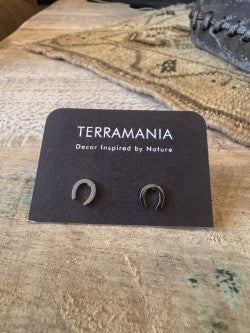 TERRAMANIA
Decor Inspired by Nature